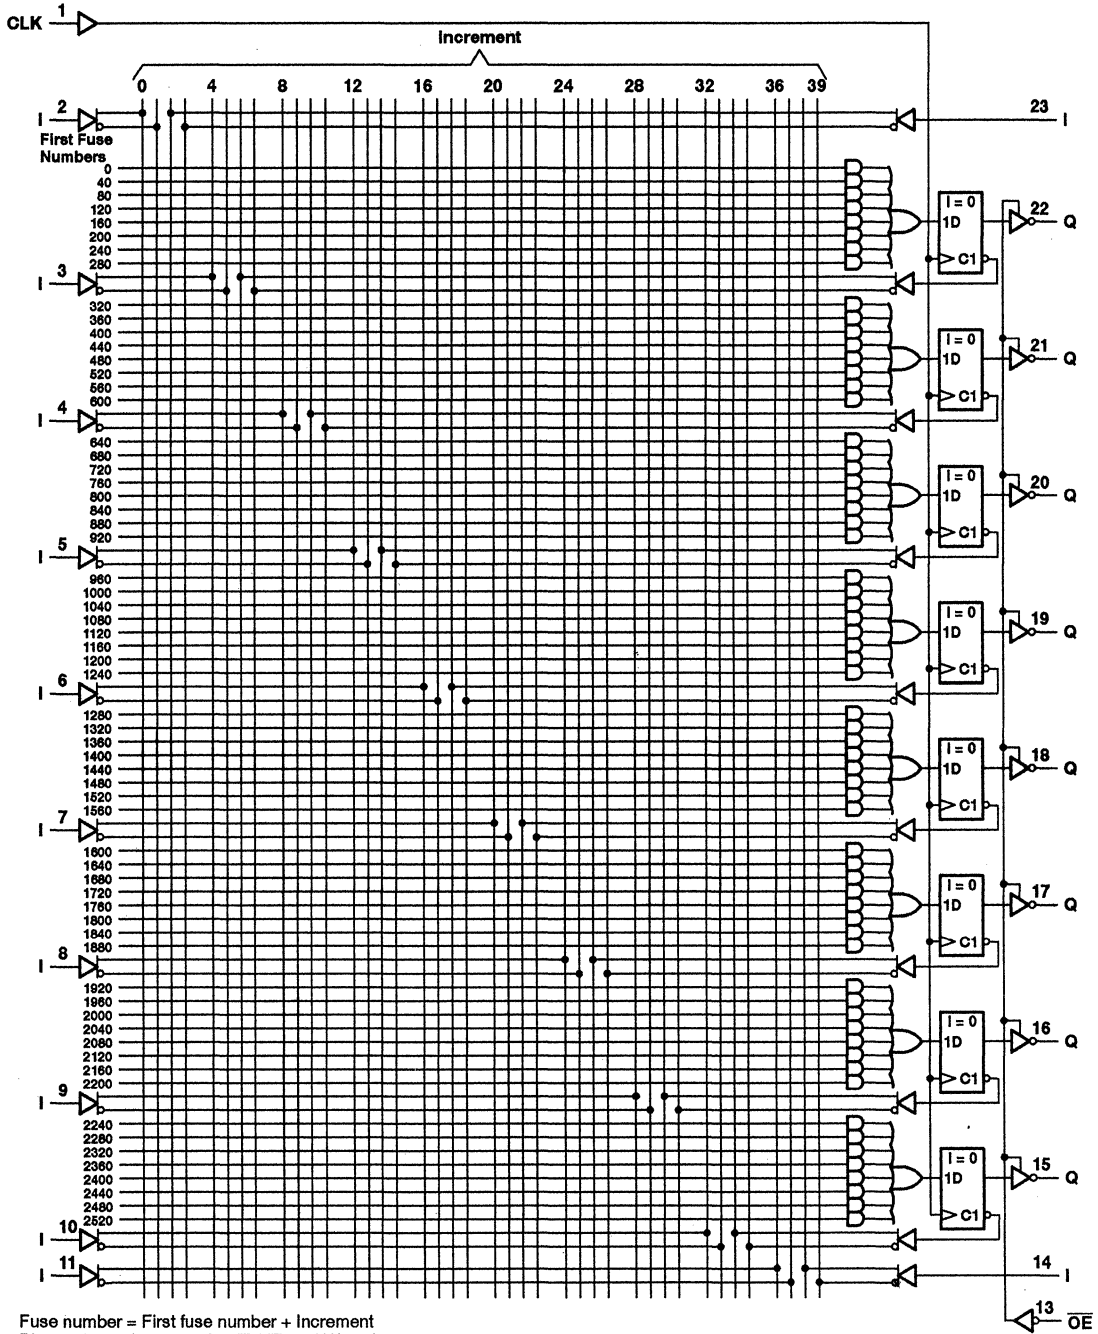 CLK 1
Increment
0 4 8 12 16 20 24 28 32 36 39
I 2
23 I
First Fuse
Numbers
0
40
80
120
160
200
240
280
I = 0
1D
C1
22 Q
I 3
320
360
400
440
480
520
560
600
I = 0
1D
C1
21 Q
I 4
640
680
720
760
800
840
880
920
I = 0
1D
C1
20 Q
I 5
960
1000
1040
1080
1120
1160
1200
1240
I = 0
1D
C1
19 Q
I 6
1280
1320
1360
1400
1440
1480
1520
1560
I = 0
1D
C1
18 Q
I 7
1600
1640
1680
1720
1760
1800
1840
1880
I = 0
1D
C1
17 Q
I 8
1920
1960
2000
2040
2080
2120
2160
2200
I = 0
1D
C1
16 Q
I 9
2240
2280
2320
2360
2400
2440
2480
2520
I = 0
1D
C1
15 Q
I 10
I 11
14 I
13 OE
Fuse number = First fuse number + Increment